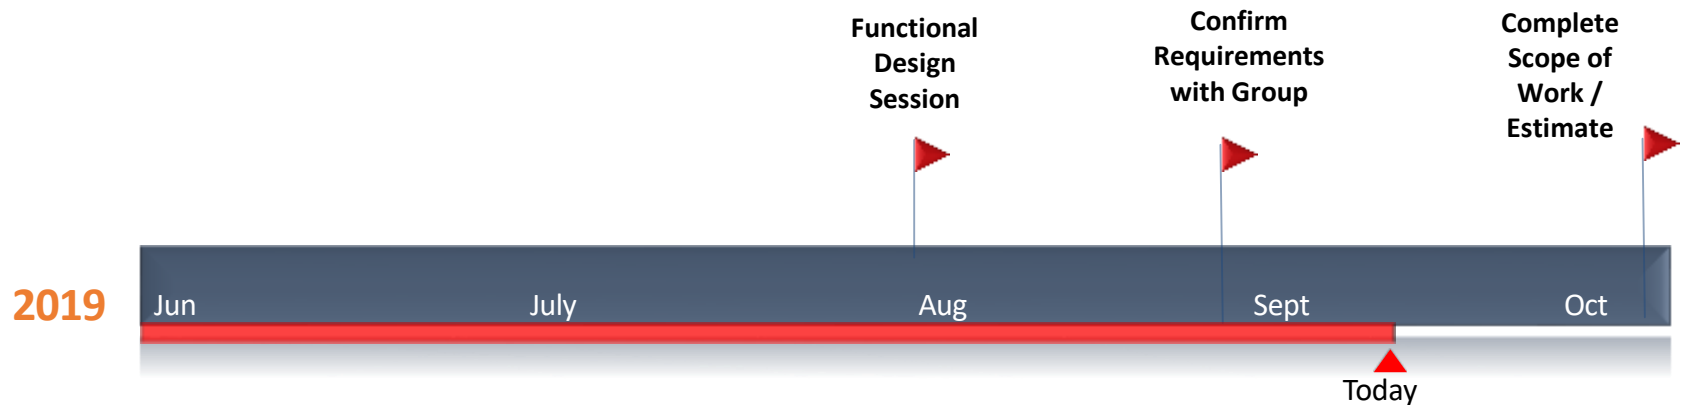 Functional
Design
Session
Confirm
Requirements
with Group
Complete
Scope of
Work /
Estimate
2019
Jun
July
Aug
Sept
Oct
Today